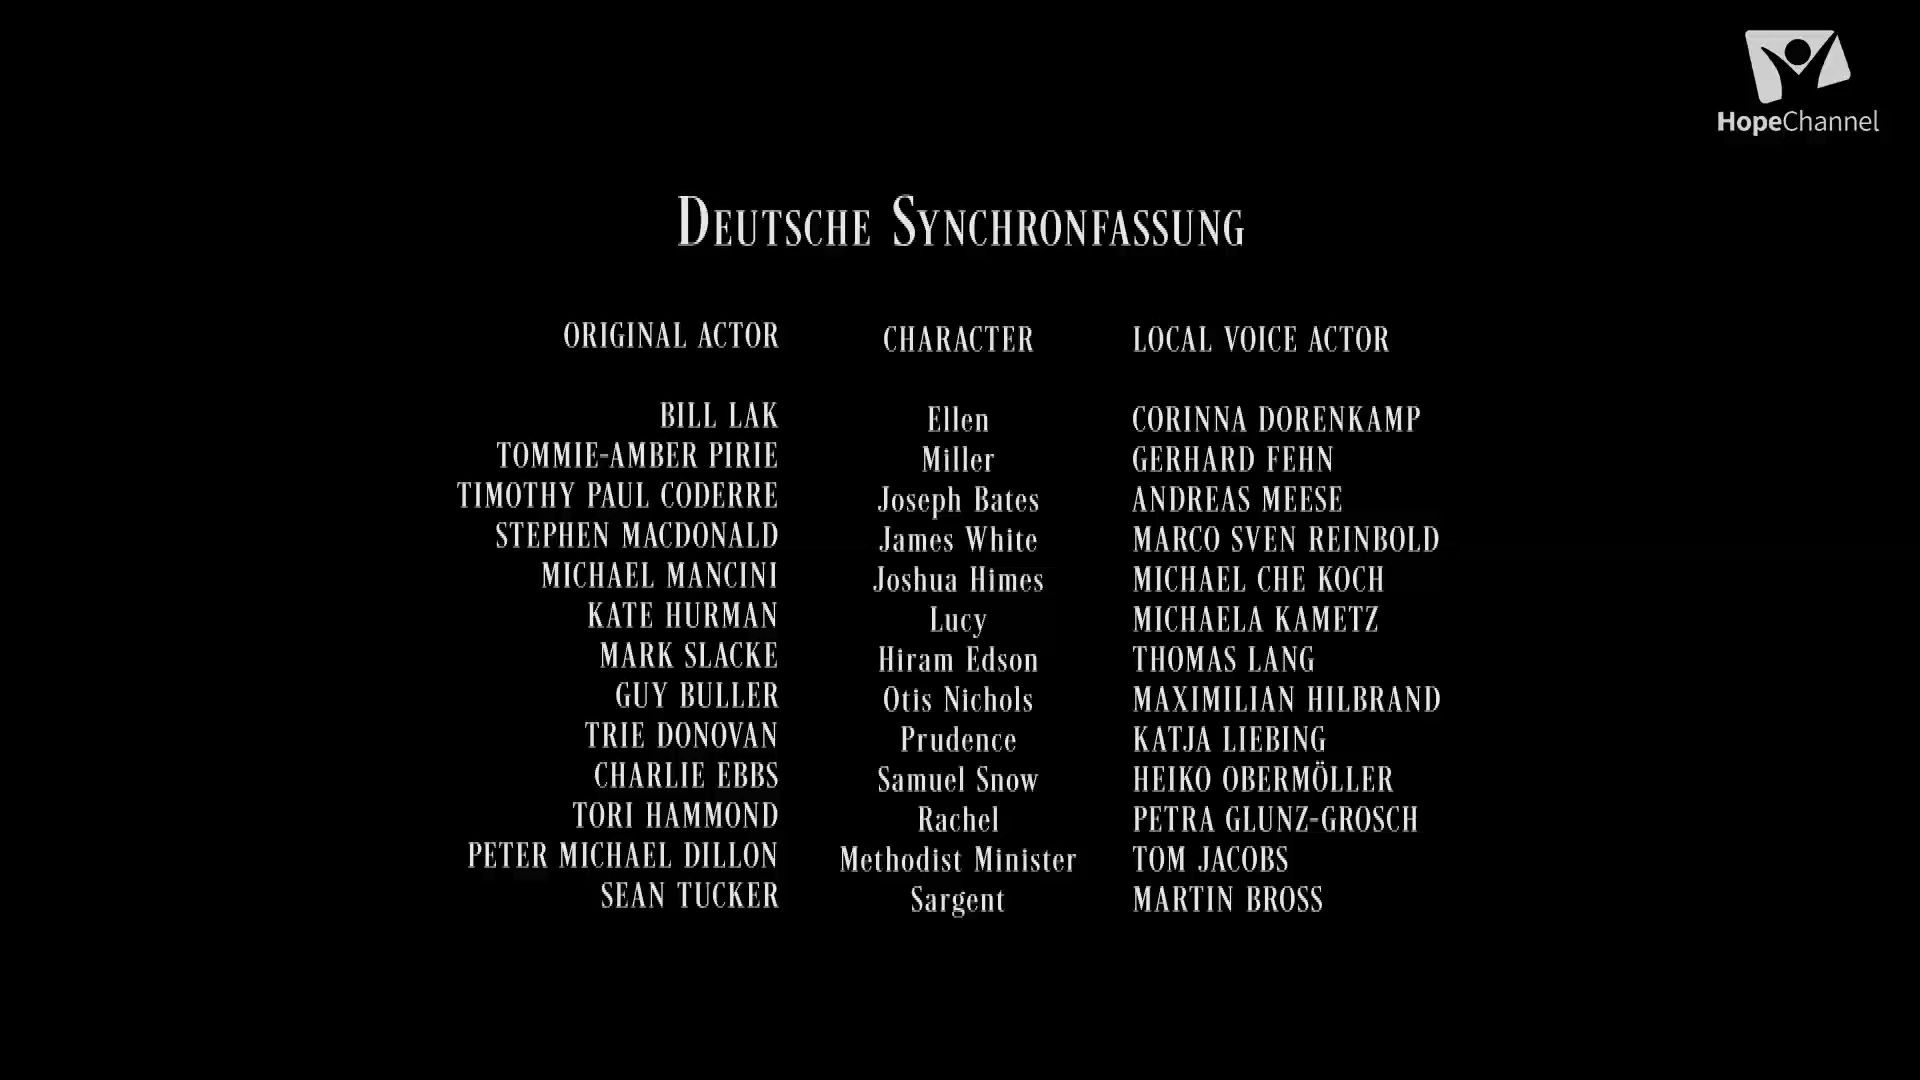 HopeChannel
DEUTSCHE SYNCHRONFASSUNG
ORIGINAL ACTOR CHARACTER LOCAL VOICE ACTOR
BILL LAK Ellen CORINNA DORENKAMP
TOMMIE-AMBER PIRIE Miller GERHARD FEHN
TIMOTHY PAUL CODERRE Joseph Bates ANDREAS MEESE
STEPHEN MACDONALD James White MARCO SVEN REINBOLD
MICHAEL MANCINI Joshua Himes MICHAEL CHE KOCH
KATE HURMAN Lucy MICHAELA KAMETZ
MARK SLACKE Hiram Edson THOMAS LANG
GUY BULLER Otis Nichols MAXIMILIAN HILBRAND
TRIE DONOVAN Prudence KATJA LIEBING
CHARLIE EBBS Samuel Snow HEIKO OBERMÖLLER
TORI HAMMOND Rachel PETRA GLUNZ-GROSCH
PETER MICHAEL DILLON Methodist Minister TOM JACOBS
SEAN TUCKER Sargent MARTIN BROSS